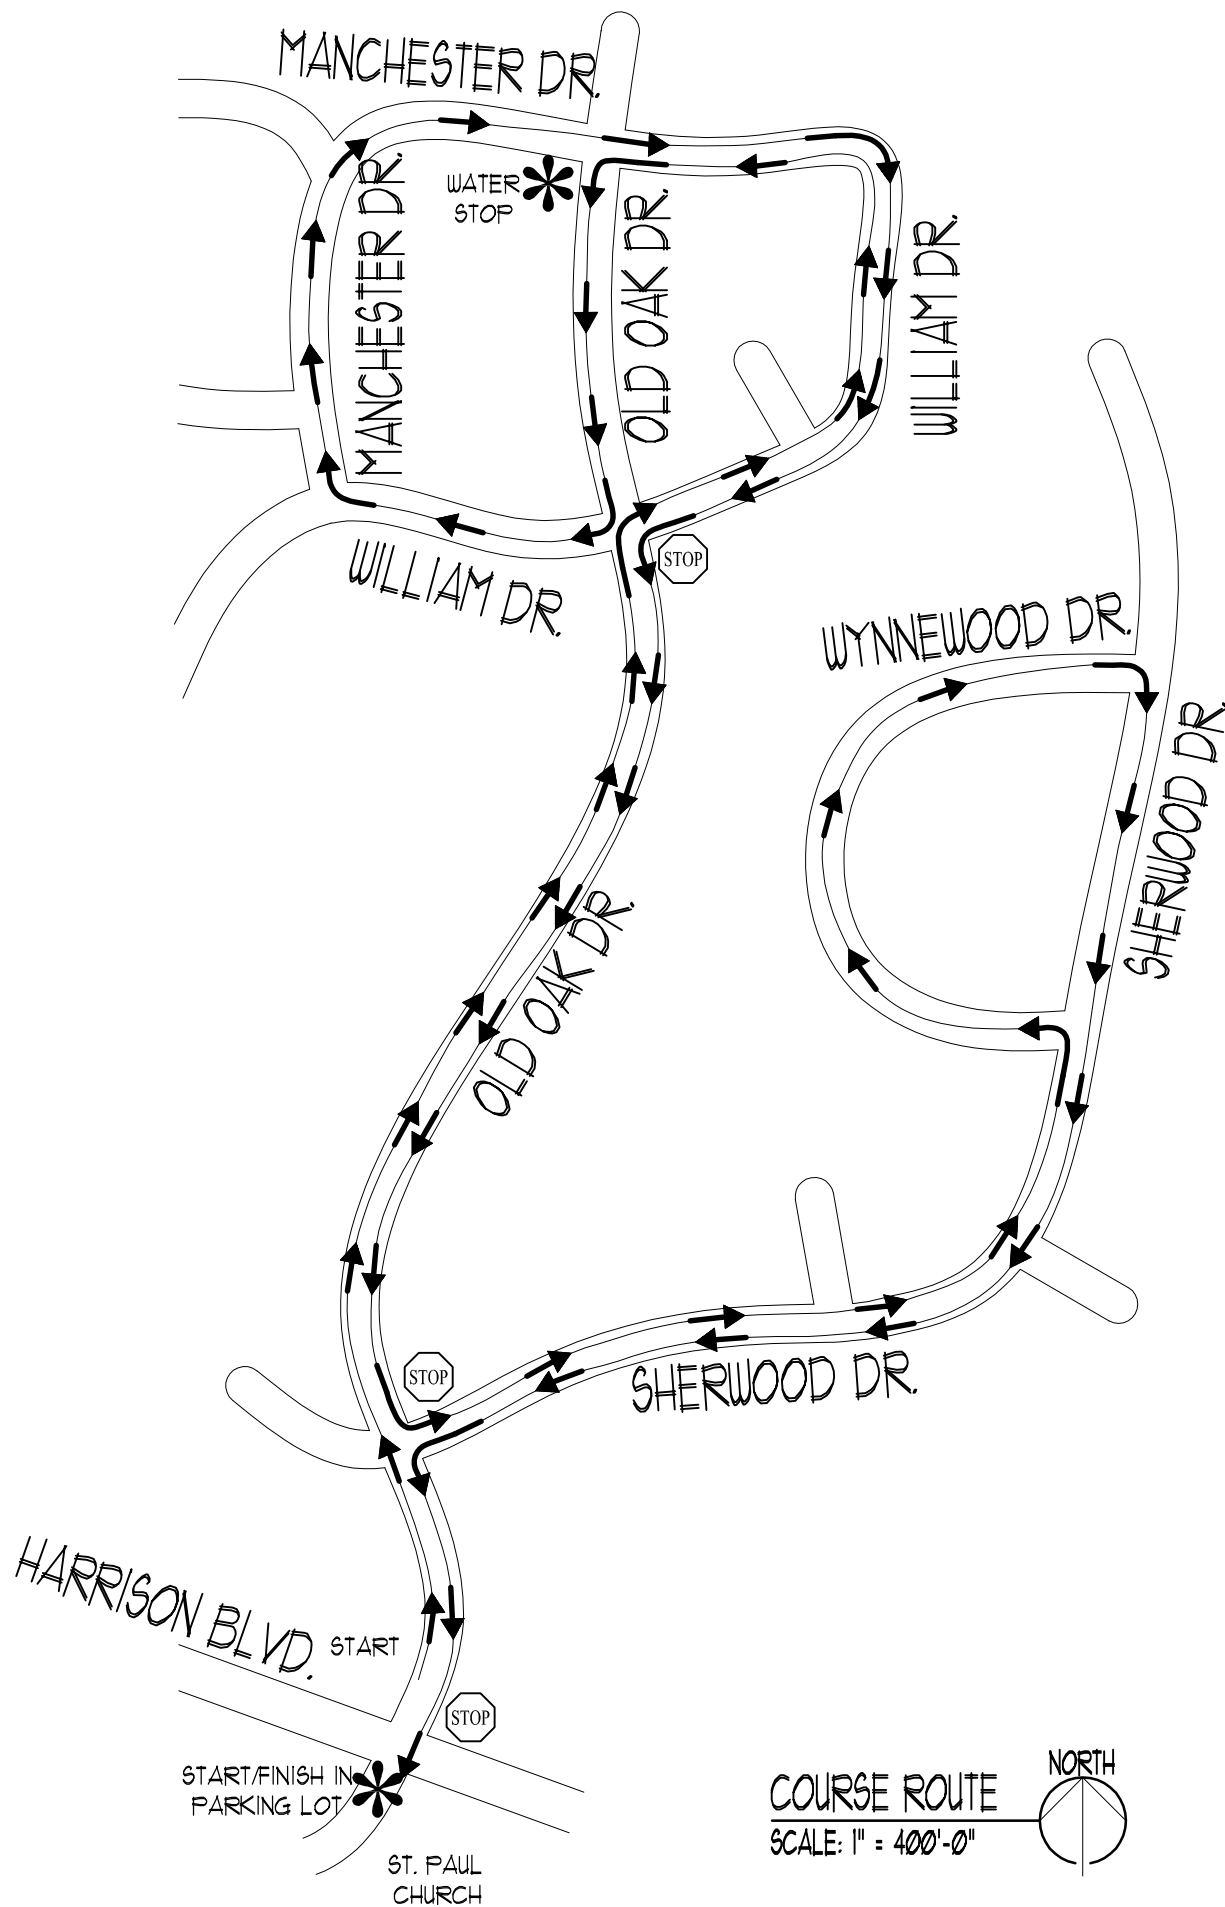 MANCHESTER DR.
MANCHESTER DR.
WATER
STOP
OLD OAK DR.
WILLIAM DR.
STOP
WILLIAM DR.
WYNNEWOOD DR.
SHERWOOD DR.
OLD OAK DR.
STOP
SHERWOOD DR.
HARRISON BLVD.
START
STOP
START/FINISH IN
PARKING LOT
ST. PAUL
CHURCH
COURSE ROUTE
SCALE: 1" = 400'-0"
NORTH